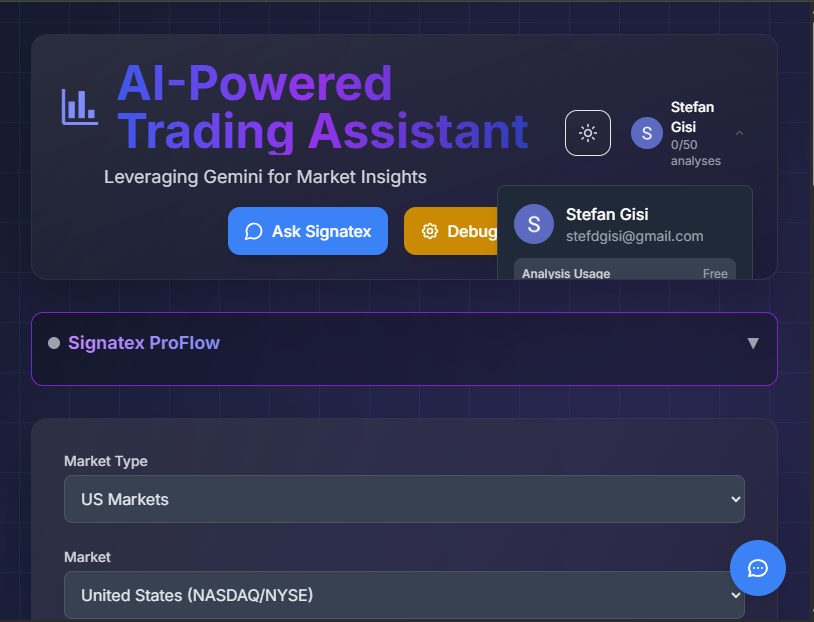 AI-Powered
Trading Assistant
Leveraging Gemini for Market Insights
S
Stefan
Gisi
0/50
analyses
Ask Signatex
Debug
S
Stefan Gisi
stefdgisi@gmail.com
Analysis Usage
Free
Signatex ProFlow
Market Type
US Markets
Market
United States (NASDAQ/NYSE)